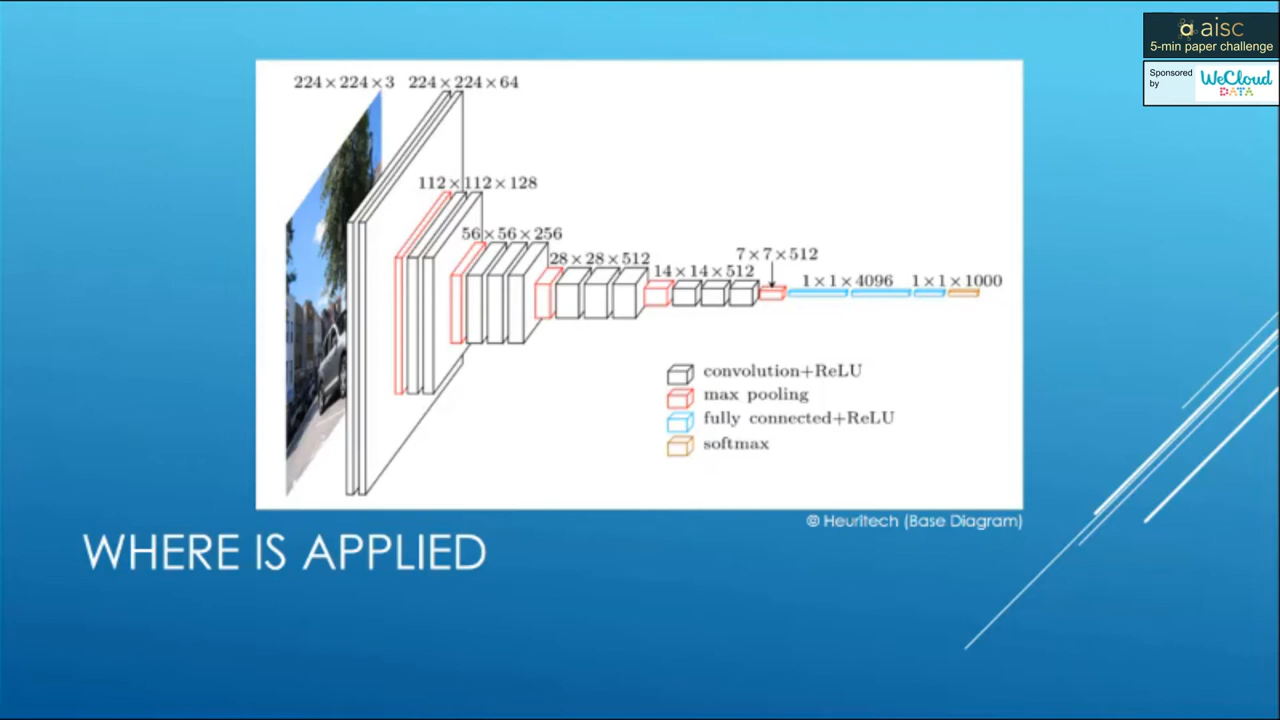 aisc
5-min paper challenge
Sponsored by
WeCloud
DATA
224×224×3 224×224×64
112×112×128
56×56×256
28×28×512
14×14×512
7×7×512
1×1×4096 1×1×1000
convolution+ReLU
max pooling
fully connected+ReLU
softmax
© Heuritech (Base Diagram)
WHERE IS APPLIED